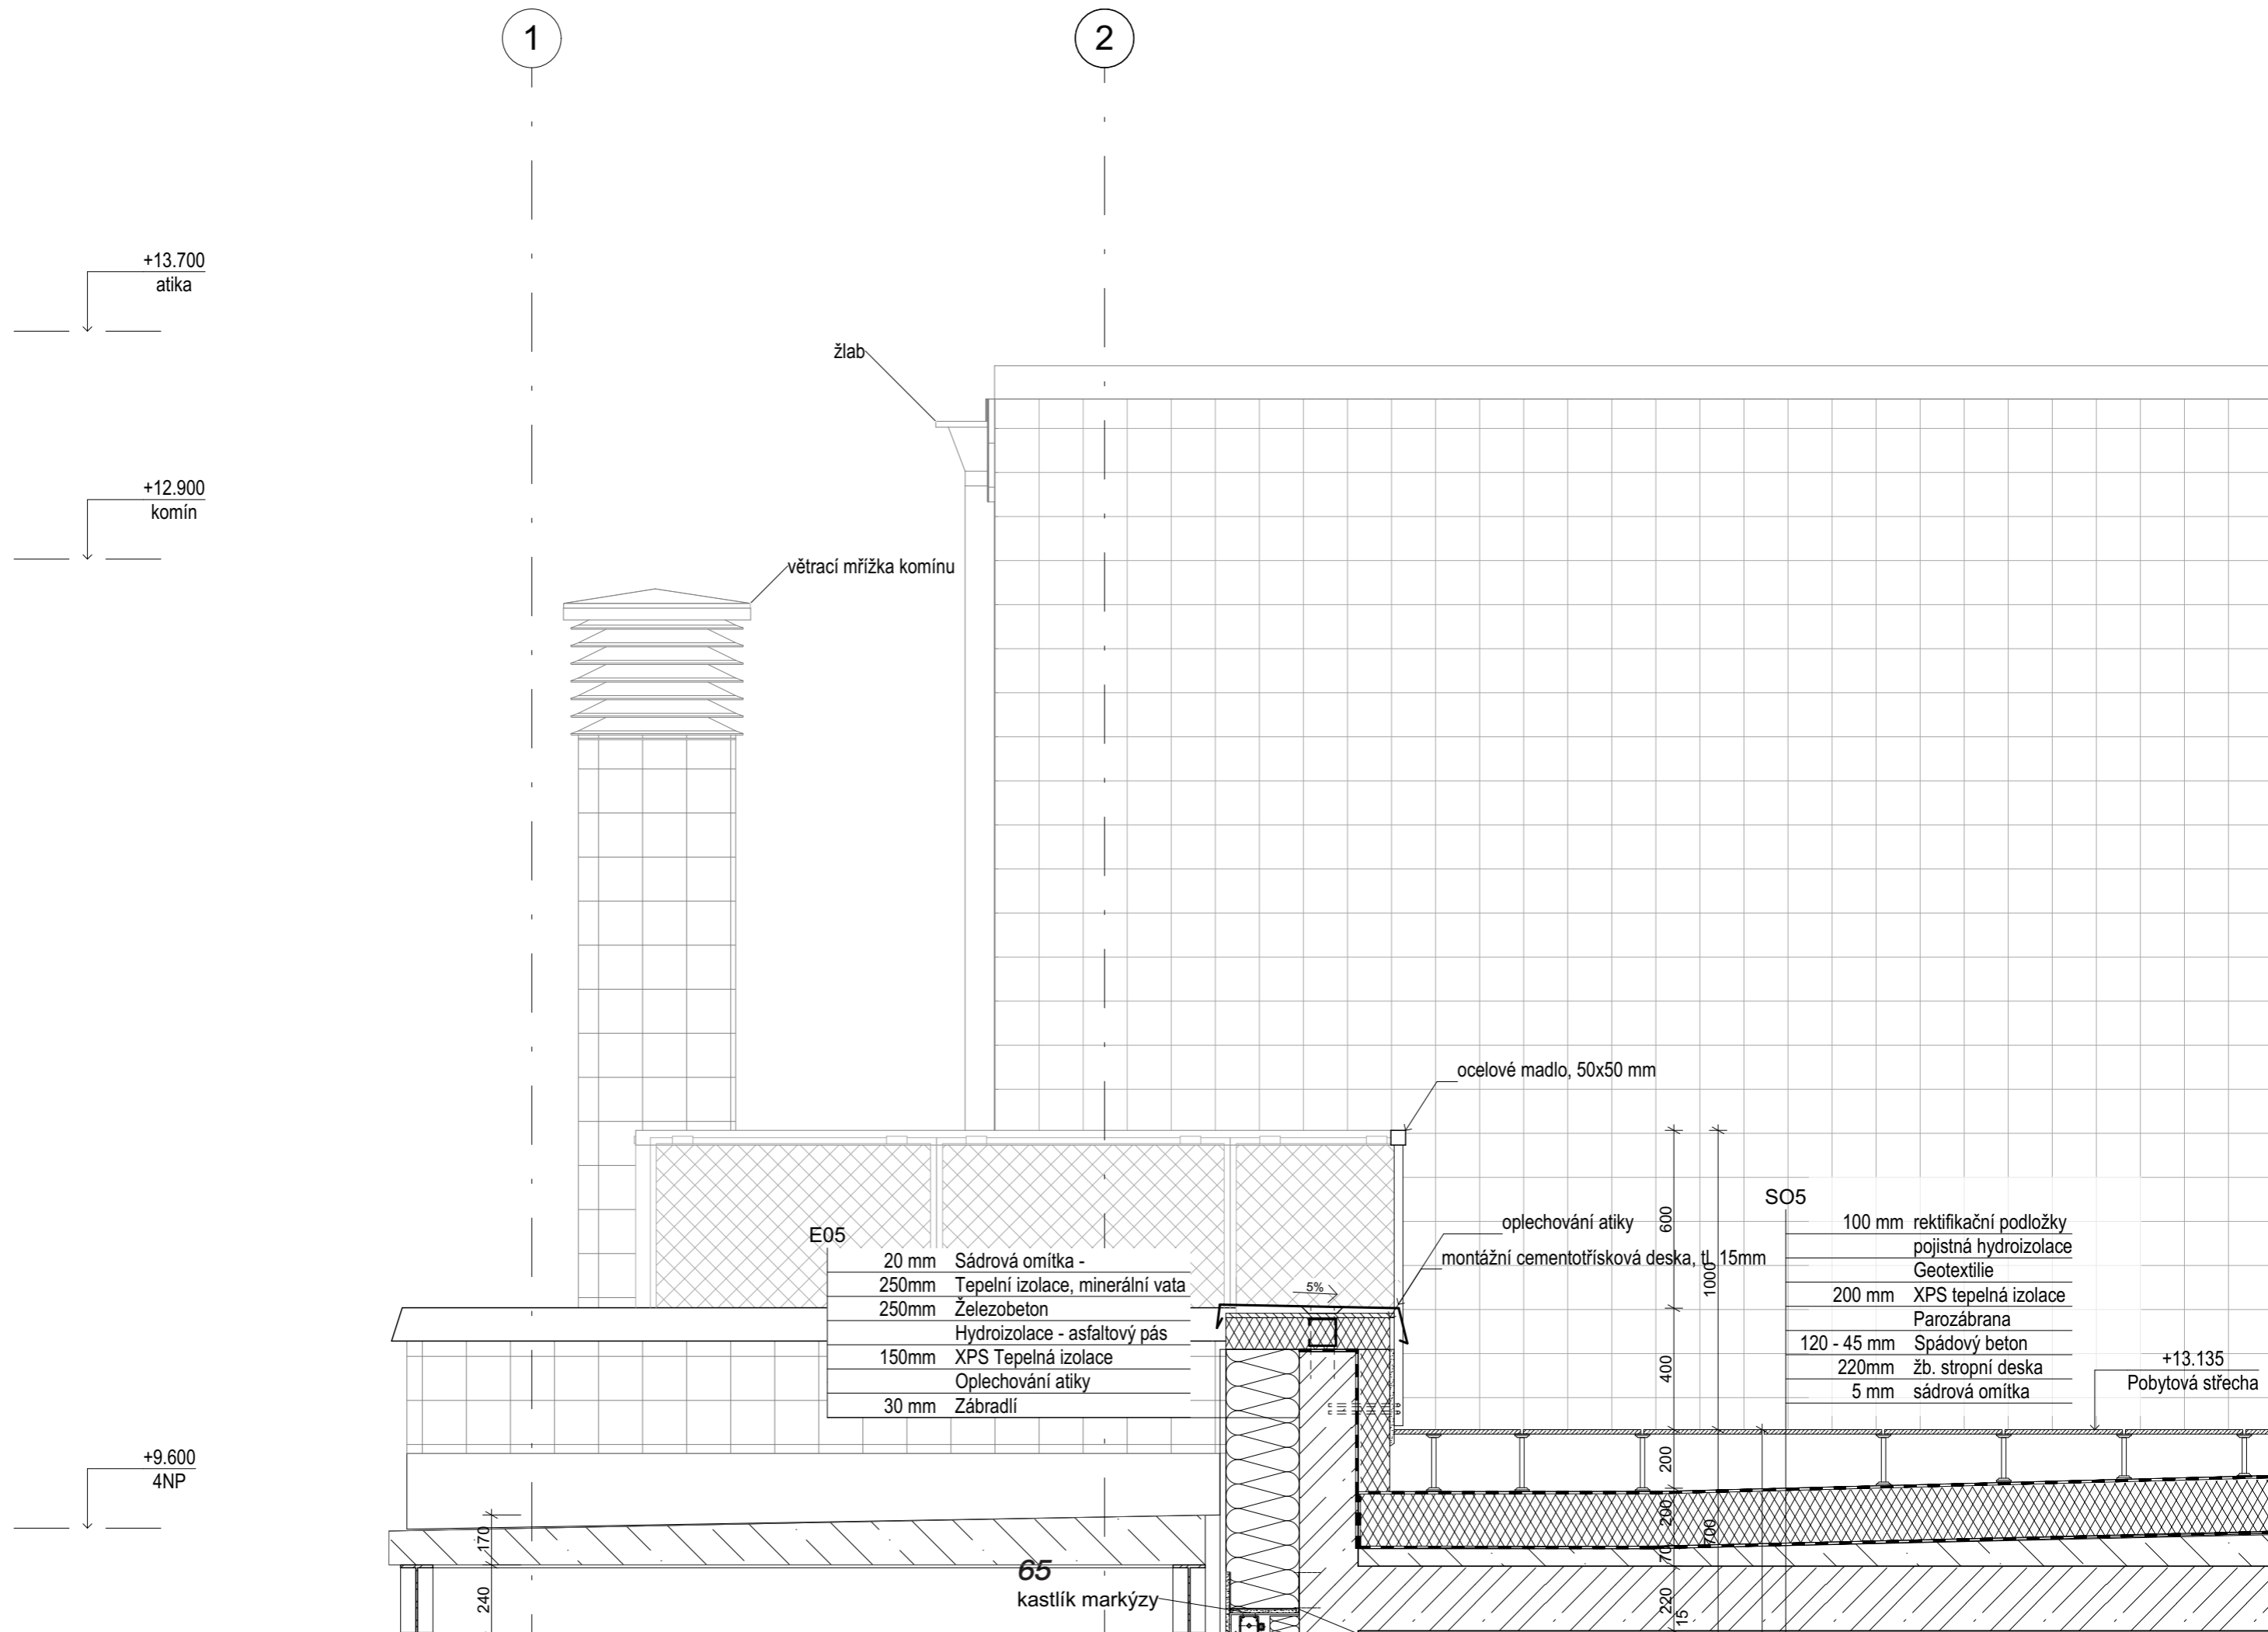 1
2
+13.700
atika
žlab
+12.900
komín
větrací mřížka komínu
ocelové madlo, 50x50 mm
oplechování atiky
montážní cementotřísková deska, tl. 15mm
5%
E05
20 mm Sádrová omítka -
250mm Tepelní izolace, minerální vata
250mm Železobeton
Hydroizolace - asfaltový pás
150mm XPS Tepelná izolace
Oplechování atiky
30 mm Zábradlí
SO5
100 mm rektifikační podložky
pojistná hydroizolace
Geotextilie
200 mm XPS tepelná izolace
Parozábrana
120 - 45 mm Spádový beton
220mm žb. stropní deska
5 mm sádrová omítka
600
1000
400
200
200
700
70
220
15
+13.135
Pobytová střecha
+9.600
4NP
170
240
65
kastlík markýzy